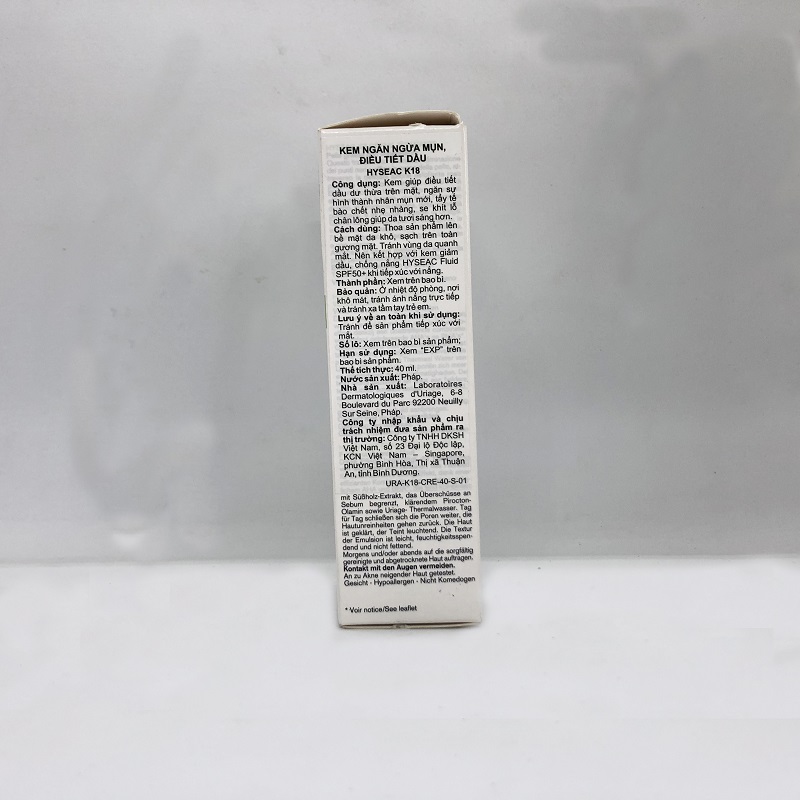 KEM NGĂN NGỪA MỤN,
ĐIỀU TIẾT DẦU
HYSEAC K18
Công dụng: Kem giúp điều tiết
dầu dư thừa trên mặt, ngăn sự
hình thành nhân mụn mới, tẩy tế
bào chết nhẹ nhàng, se khít lỗ
chân lông giúp da tươi sáng hơn.
Cách dùng: Thoa sản phẩm lên
bề mặt da khô, sạch trên toàn
gương mặt. Tránh vùng da quanh
mắt. Nên kết hợp với kem giảm
dầu, chống nắng HYSEAC Fluid
SPF50+ khi tiếp xúc với nắng.
Thành phần: Xem trên bao bì.
Bảo quản: Ở nhiệt độ phòng, nơi
khô mát, tránh ánh nắng trực tiếp
và tránh xa tầm tay trẻ em.
Lưu ý về an toàn khi sử dụng:
Tránh để sản phẩm tiếp xúc với
mắt.
Số lô: Xem trên bao bì sản phẩm;
Hạn sử dụng: Xem "EXP" trên
bao bì sản phẩm.
Thể tích thực: 40 ml.
Nước sản xuất: Pháp.
Nhà sản xuất: Laboratoires
Dermatologiques d'Uriage, 6-8
Boulevard du Parc 92200 Neuilly
Sur Seine, Pháp.
Công ty nhập khẩu và chịu
trách nhiệm đưa sản phẩm ra
thị trường: Công ty TNHH DKSH
Việt Nam, số 23 Đại lộ Độc lập,
KCN Việt Nam – Singapore,
phường Bình Hòa, Thị xã Thuận
An, tỉnh Bình Dương.
URA-K18-CRE-40-S-01
mit Süßholz-Extrakt, das Überschüsse an
Sebum begrenzt, klärendem Pirocton-
Olamin sowie Uriage- Thermalwasser. Tag
für Tag schließen sich die Poren weiter, die
Hautunreinheiten gehen zurück. Die Haut
ist geklärt, der Teint leuchtend. Die Textur
der Emulsion ist leicht, feuchtigkeitsspen-
dend und nicht fettend.
Morgens und/oder abends auf die sorgfältig
gereinigte und abgetrocknete Haut auftragen.
Kontakt mit den Augen vermeiden.
An zu Akne neigender Haut getestet.
Gesicht - Hypoallergen - Nicht Komedogen
* Voir notice/See leaflet